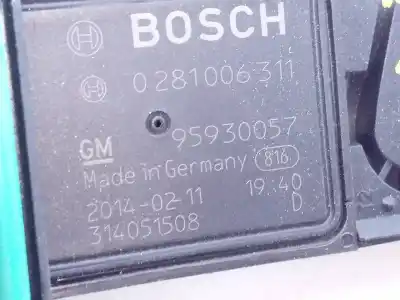 BOSCH
0 281 006 311
GM 95930057
Made in Germany 816
2014-02-11 19:40
314051508 D